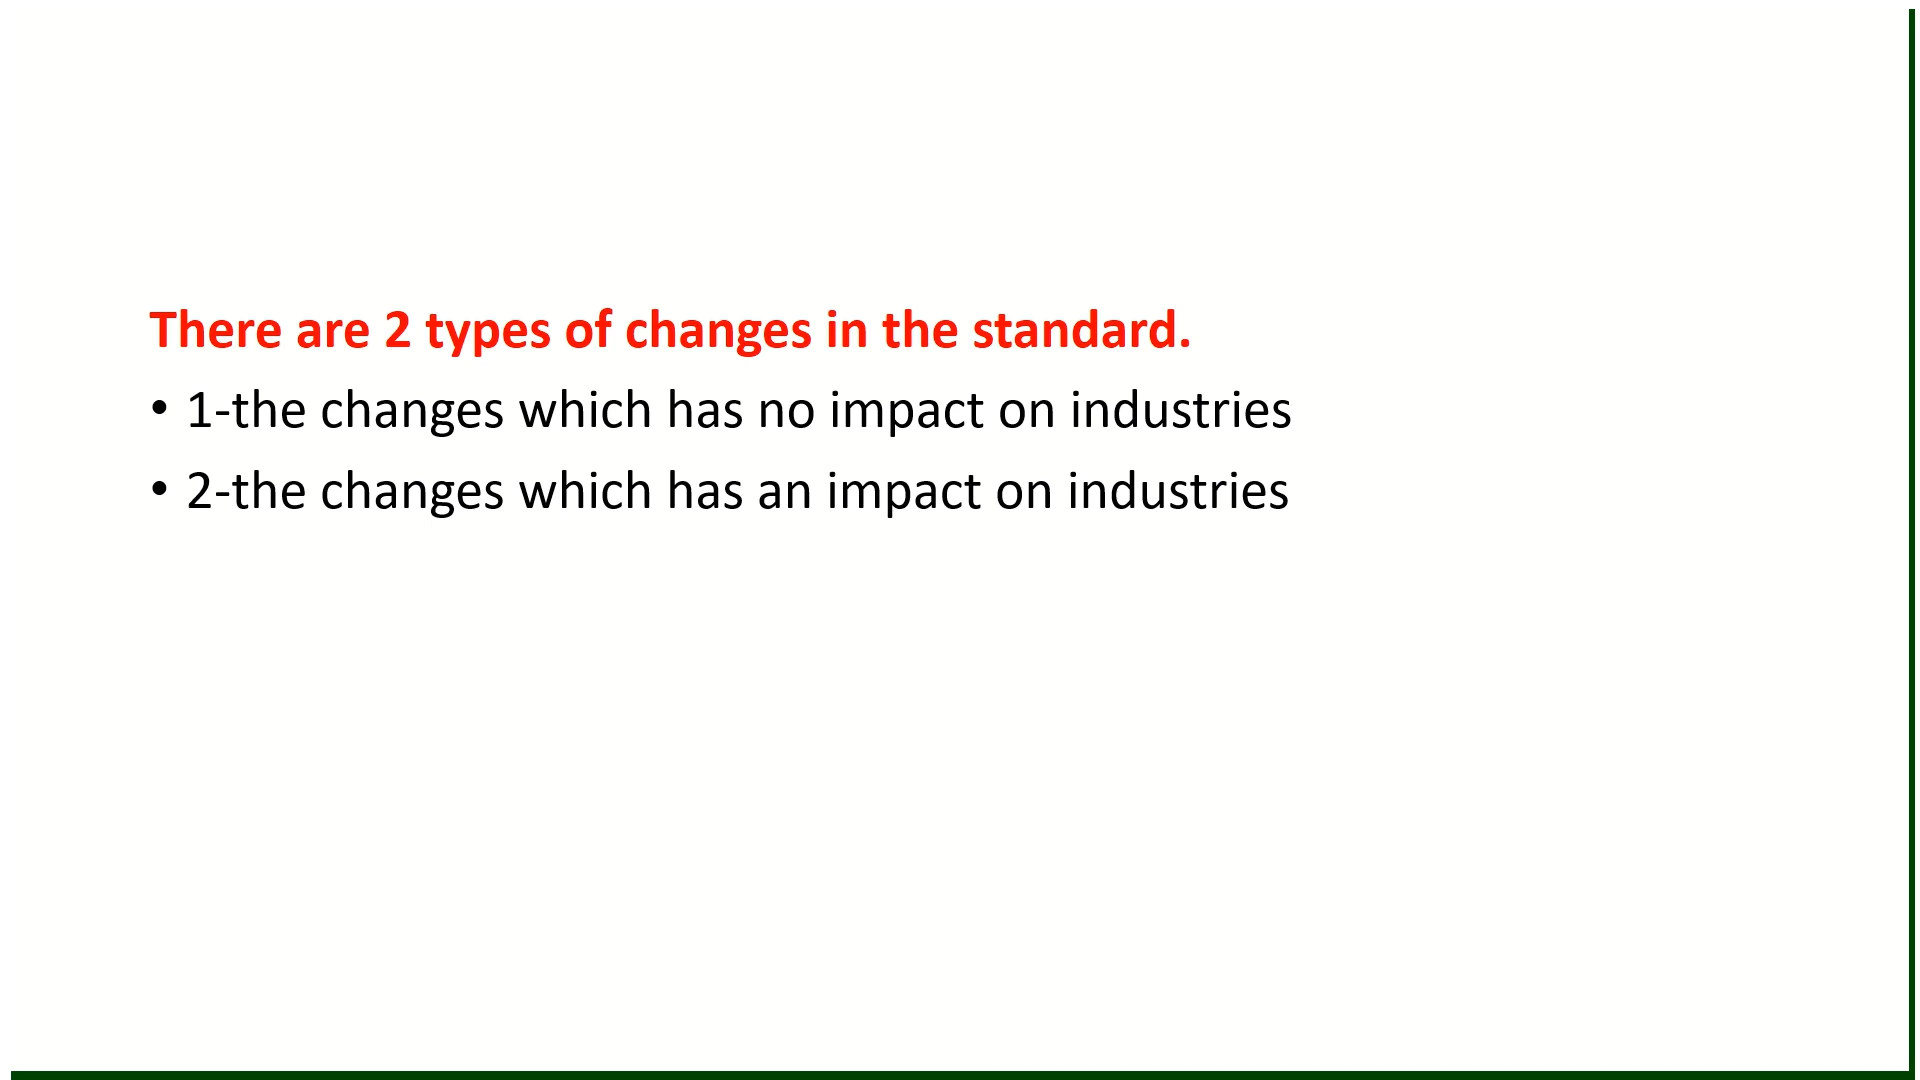 There are 2 types of changes in the standard.
• 1-the changes which has no impact on industries
• 2-the changes which has an impact on industries